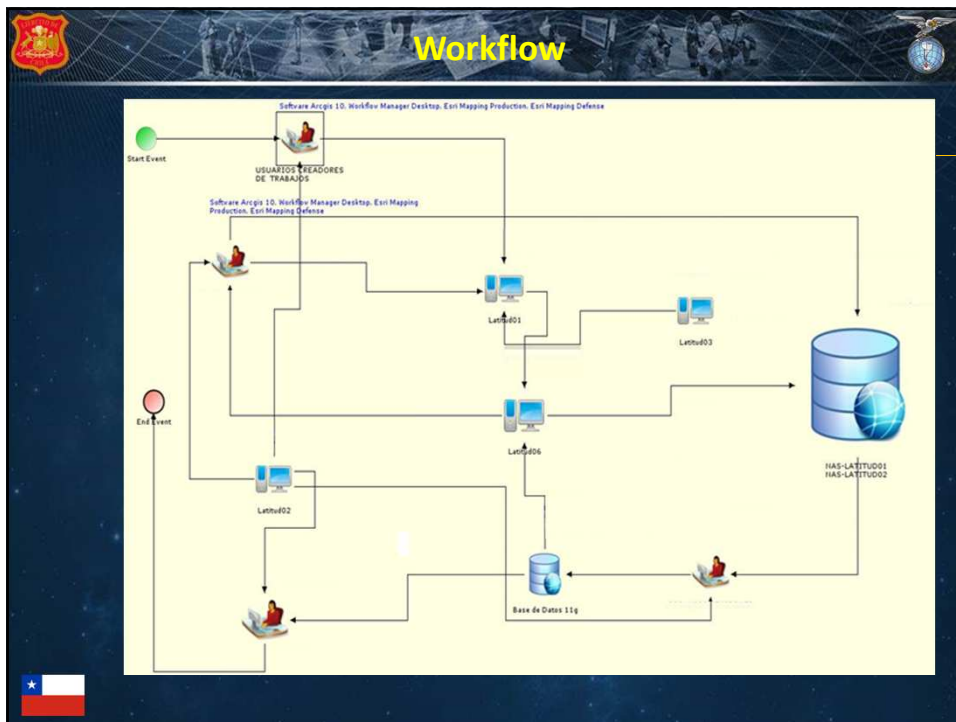 Workflow
Software Arcgis 10. Workflow Manager Desktop. Esri Mapping Production. Esri Mapping Defense
Start Event
USUARIOS CREADORES
DE TRABAJOS
Software Arcgis 10. Workflow Manager Desktop. Esri Mapping
Production. Esri Mapping Defense
Latitud01
Latitud03
End Event
Latitud06
NAS-LATITUD01
NAS-LATITUD02
Latitud02
Base de Datos 11g